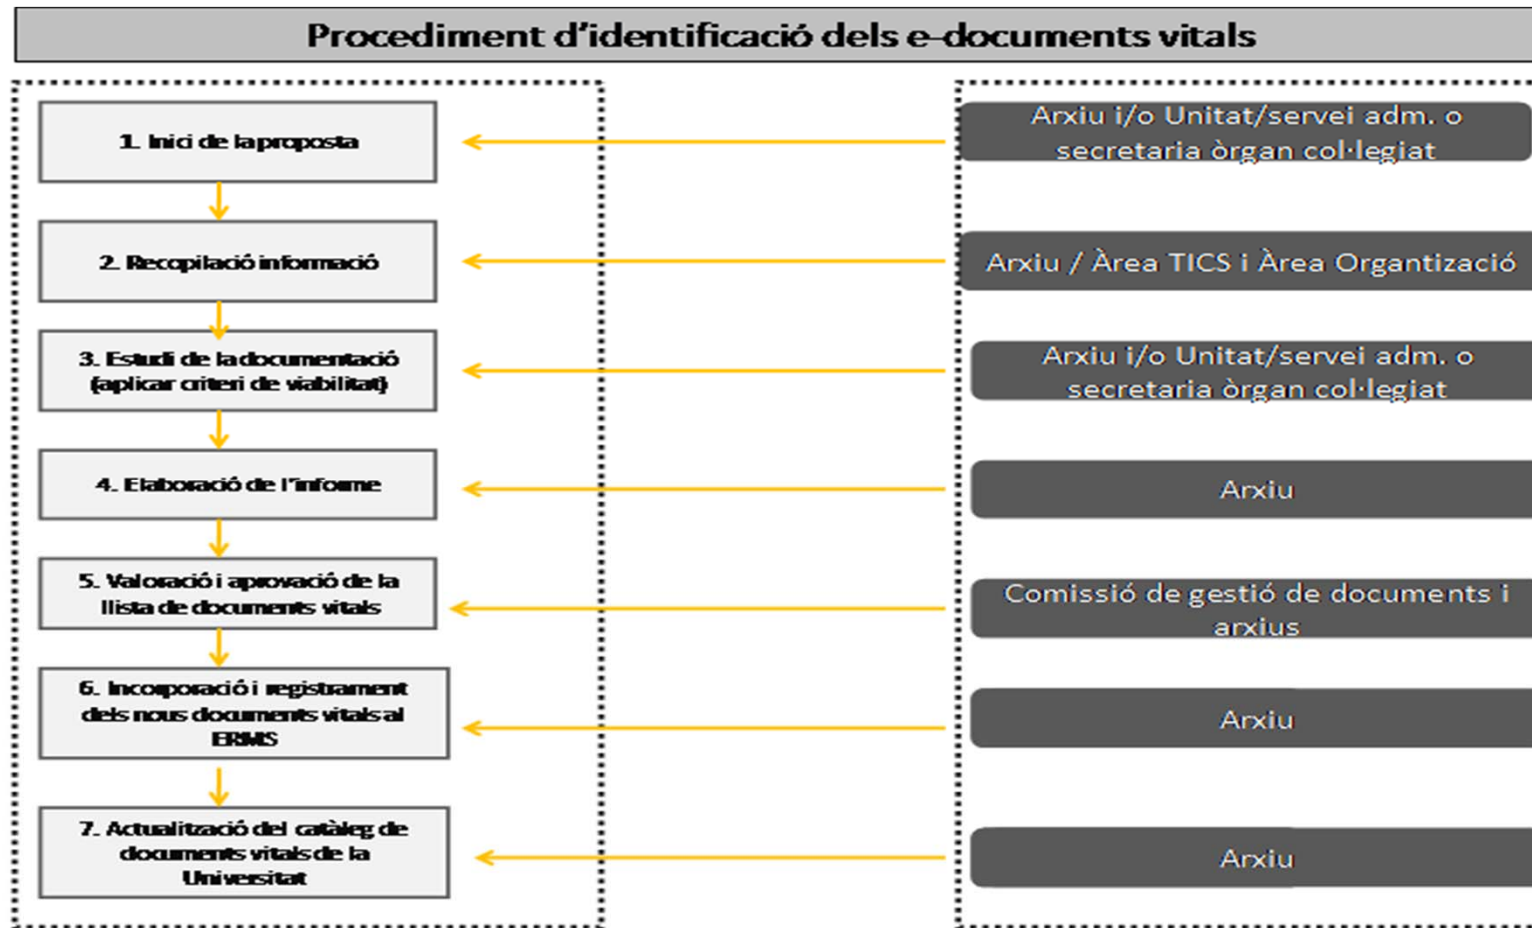 Procediment d'identificació dels e-documents vitals
1. Inici de la proposta
Arxiu i/o Unitat/servei adm. o
secretaria òrgan col·legiat
2. Recopilació informació
Arxiu / Àrea TICS i Àrea Organtizació
3. Estudi de la documentació
(aplicar criteri de viabilitat)
Arxiu i/o Unitat/servei adm. o
secretaria òrgan col·legiat
4. Elaboració de l'informe
Arxiu
5. Valoració i aprovació de la
llista de documents vitals
Comissió de gestió de documents i
arxius
6. Incorporació i registrament
dels nous documents vitals al
ERMS
Arxiu
7. Actualització del catàleg de
documents vitals de la
Universitat
Arxiu